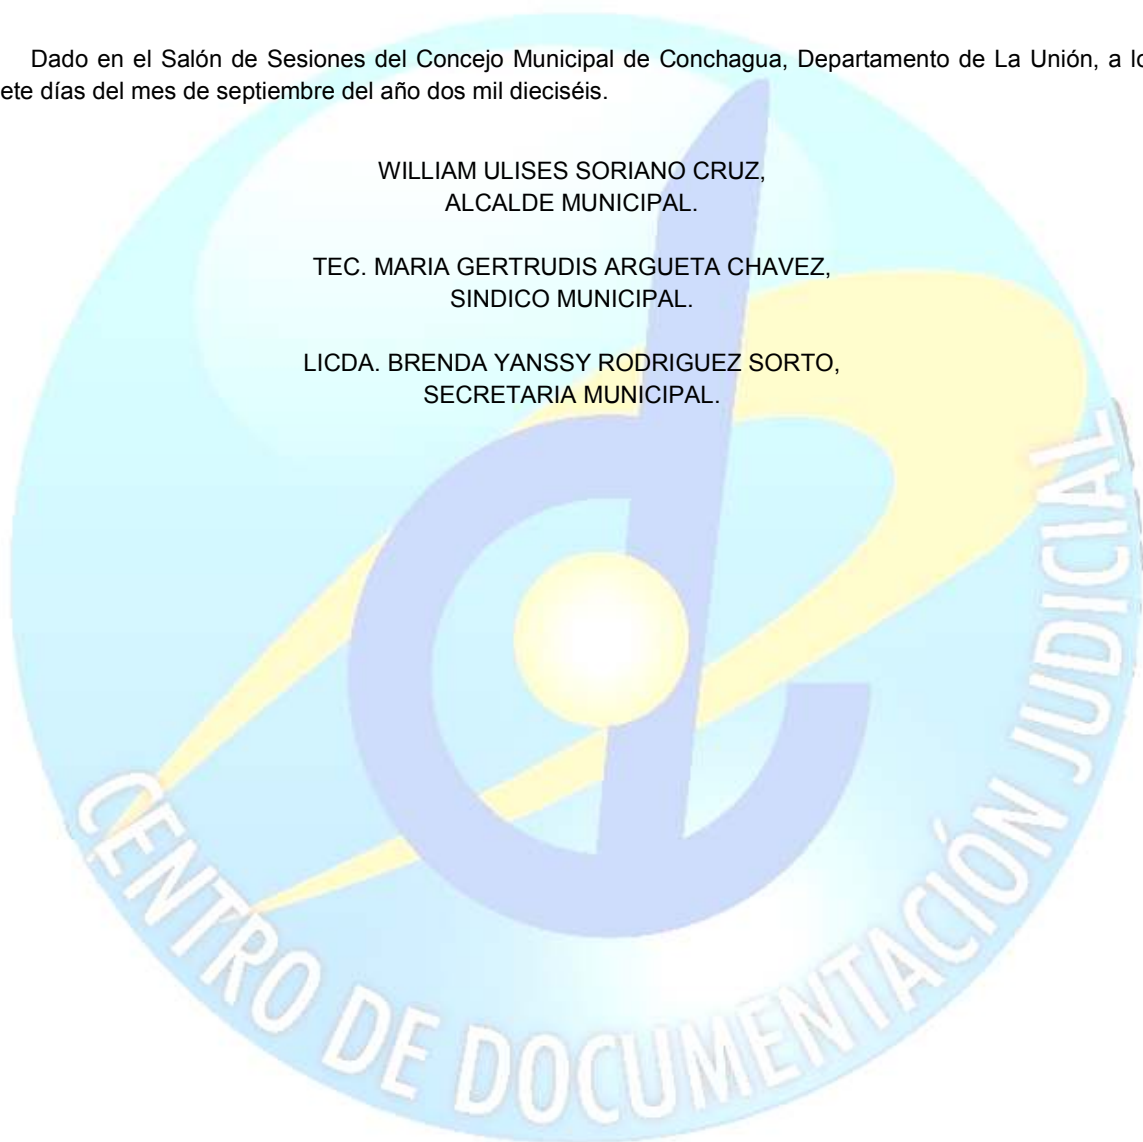 Dado en el Salón de Sesiones del Concejo Municipal de Conchagua, Departamento de La Unión, a lo
ete días del mes de septiembre del año dos mil dieciséis.
WILLIAM ULISES SORIANO CRUZ,
ALCALDE MUNICIPAL.
TEC. MARIA GERTRUDIS ARGUETA CHAVEZ,
SINDICO MUNICIPAL.
LICDA. BRENDA YANSSY RODRIGUEZ SORTO,
SECRETARIA MUNICIPAL.
CENTRO DE DOCUMENTACIÓN JUDICIAL